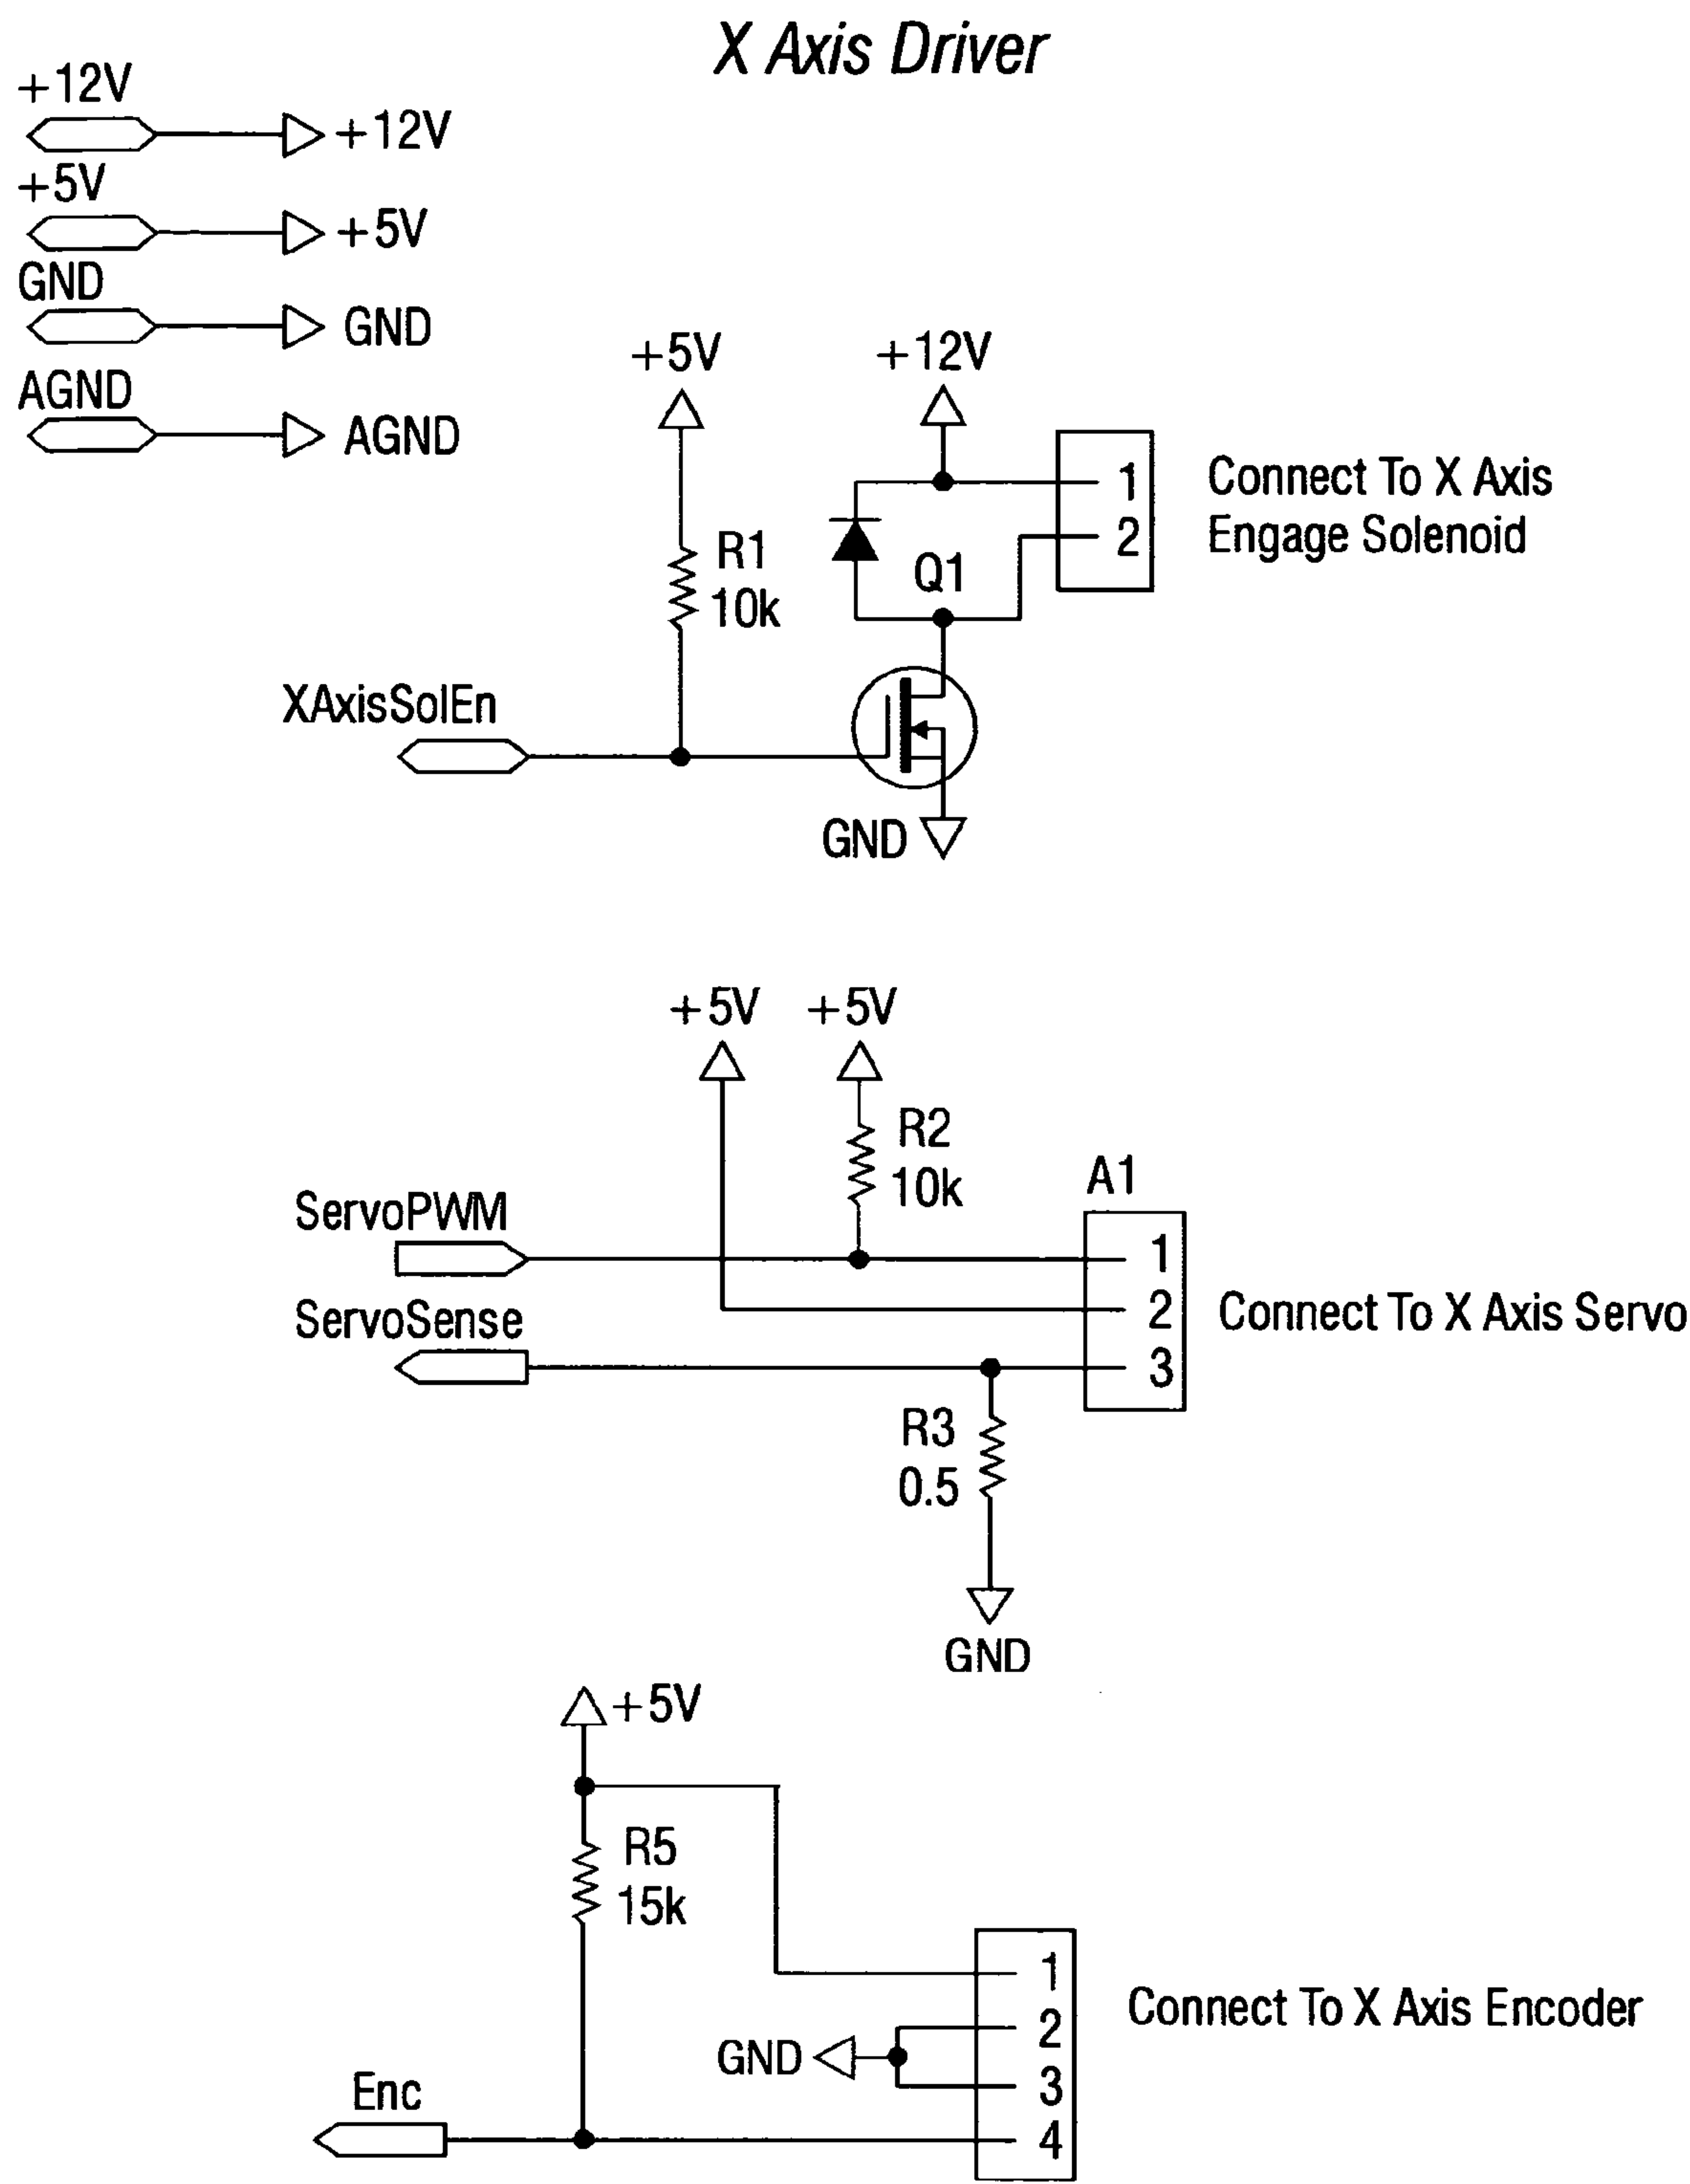 X Axis Driver
+12V
+12V
+5V
+5V
GND
GND
AGND
AGND
+5V
+12V
1
2
Connect To X Axis
Engage Solenoid
R1
10k
Q1
XAxisSolEn
GND
+5V
+5V
R2
10k
A1
ServoPWM
1
ServoSense
2
Connect To X Axis Servo
3
R3
0.5
GND
+5V
R5
15k
1
Connect To X Axis Encoder
2
GND
3
Enc
4